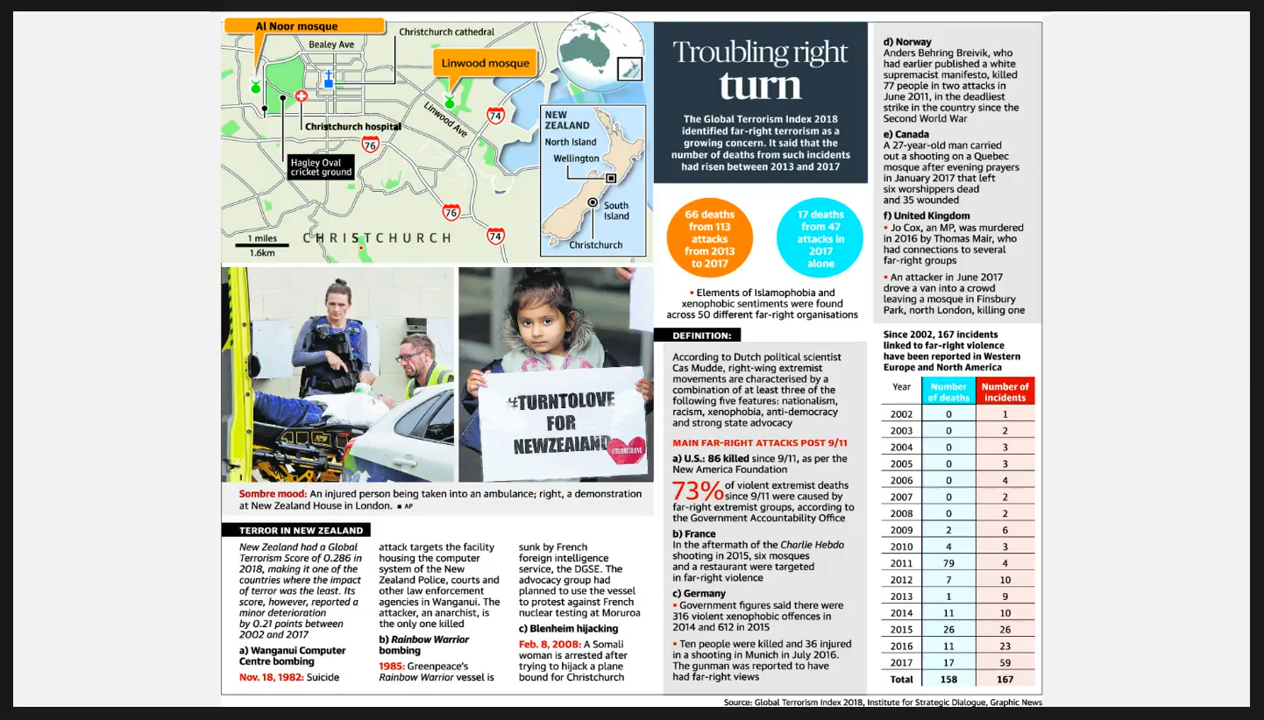 Al Noor mosque
Bealey Ave
Christchurch cathedral
Linwood mosque
Linwood Ave
74
Christchurch hospital
76
Hagley Oval
cricket ground
76
74
1 miles
1.6km
CHRISTCHURCH
NEW
ZEALAND
North Island
Wellington
South
Island
Christchurch
#TURNTOLOVE
FOR
NEWZEAIAND
#TURNTOLOVE
Sombre mood: An injured person being taken into an ambulance; right, a demonstration
at New Zealand House in London. ■ AP
TERROR IN NEW ZEALAND
New Zealand had a Global
Terrorism Score of 0.286 in
2018, making it one of the
countries where the impact
of terror was the least. Its
score, however, reported a
minor deterioration
by 0.21 points between
2002 and 2017
a) Wanganui Computer
Centre bombing
Nov. 18, 1982: Suicide
attack targets the facility
housing the computer
system of the New
Zealand Police, courts and
other law enforcement
agencies in Wanganui. The
attacker, an anarchist, is
the only one killed
b) Rainbow Warrior
bombing
1985: Greenpeace's
Rainbow Warrior vessel is
sunk by French
foreign intelligence
service, the DGSE. The
advocacy group had
planned to use the vessel
to protest against French
nuclear testing at Moruroa
c) Blenheim hijacking
Feb. 8, 2008: A Somali
woman is arrested after
trying to hijack a plane
bound for Christchurch
Troubling right
turn
The Global Terrorism Index 2018
identified far-right terrorism as a
growing concern. It said that the
number of deaths from such incidents
had risen between 2013 and 2017
66 deaths
from 113
attacks
from 2013
to 2017
17 deaths
from 47
attacks in
2017
alone
• Elements of Islamophobia and
xenophobic sentiments were found
across 50 different far-right organisations
DEFINITION:
According to Dutch political scientist
Cas Mudde, right-wing extremist
movements are characterised by a
combination of at least three of the
following five features: nationalism,
racism, xenophobia, anti-democracy
and strong state advocacy
MAIN FAR-RIGHT ATTACKS POST 9/11
a) U.S.: 86 killed since 9/11, as per the
New America Foundation
73% of violent extremist deaths
since 9/11 were caused by
far-right extremist groups, according to
the Government Accountability Office
b) France
In the aftermath of the Charlie Hebdo
shooting in 2015, six mosques
and a restaurant were targeted
in far-right violence
c) Germany
• Government figures said there were
316 violent xenophobic offences in
2014 and 612 in 2015
• Ten people were killed and 36 injured
in a shooting in Munich in July 2016.
The gunman was reported to have
had far-right views
d) Norway
Anders Behring Breivik, who
had earlier published a white
supremacist manifesto, killed
77 people in two attacks in
June 2011, in the deadliest
strike in the country since the
Second World War
e) Canada
A 27-year-old man carried
out a shooting on a Quebec
mosque after evening prayers
in January 2017 that left
six worshippers dead
and 35 wounded
f) United Kingdom
• Jo Cox, an MP, was murdered
in 2016 by Thomas Mair, who
had connections to several
far-right groups
• An attacker in June 2017
drove a van into a crowd
leaving a mosque in Finsbury
Park, north London, killing one
Since 2002, 167 incidents
linked to far-right violence
have been reported in Western
Europe and North America
Year Number of deaths Number of incidents
2002 0 1
2003 0 2
2004 0 3
2005 0 3
2006 0 4
2007 0 2
2008 0 2
2009 2 6
2010 4 3
2011 79 4
2012 7 10
2013 1 9
2014 11 10
2015 26 26
2016 11 23
2017 17 59
Total 158 167
Source: Global Terrorism Index 2018, Institute for Strategic Dialogue, Graphic News